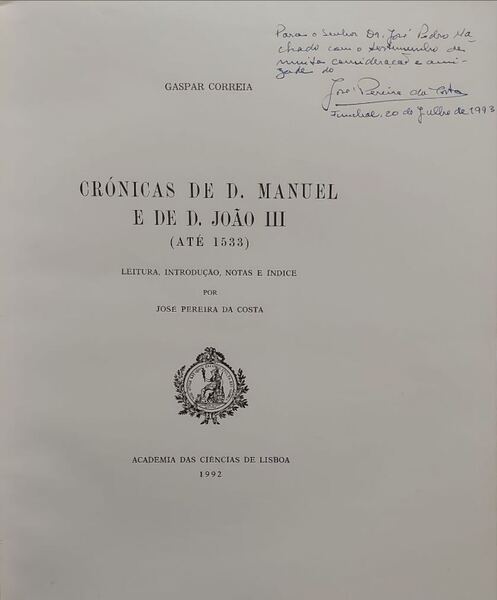 Para o Senhor Dr. José Pedro Ma-
chado com o testemunho de
muita consideração e ami-
zade do
José Pereira da Costa
Funchal, 20 de Julho de 1993
GASPAR CORREIA
CRÓNICAS DE D. MANUEL
E DE D. JOÃO III
(ATÉ 1533)
LEITURA, INTRODUÇÃO, NOTAS E ÍNDICE
POR
JOSÉ PEREIRA DA COSTA
ACADEMIA DAS CIÊNCIAS DE LISBOA
1992